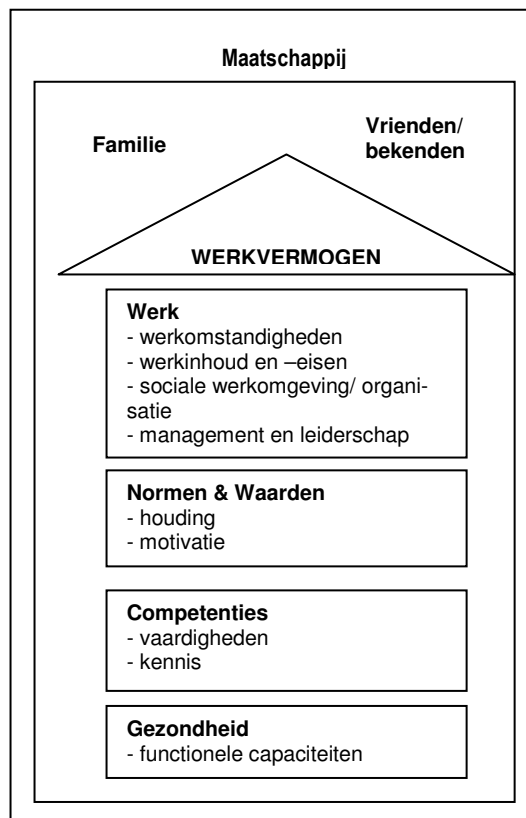 Maatschappij
Familie
Vrienden/
bekenden
WERKVERMOGEN
Werk
- werkomstandigheden
- werkinhoud en –eisen
- sociale werkomgeving/ organi-
satie
- management en leiderschap
Normen & Waarden
- houding
- motivatie
Competenties
- vaardigheden
- kennis
Gezondheid
- functionele capaciteiten